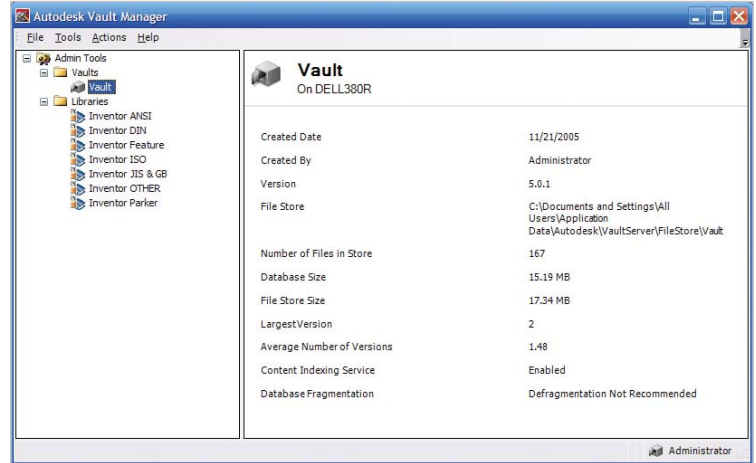 Autodesk Vault Manager
File Tools Actions Help
Admin Tools
Vaults
Vault
Libraries
Inventor ANSI
Inventor DIN
Inventor Feature
Inventor ISO
Inventor JIS & GB
Inventor OTHER
Inventor Parker
Vault
On DELL380R
Created Date 11/21/2005
Created By Administrator
Version 5.0.1
File Store C:\Documents and Settings\All
Users\Application
Data\Autodesk\VaultServer\FileStore\Vault
Number of Files in Store 167
Database Size 15.19 MB
File Store Size 17.34 MB
LargestVersion 2
Average Number of Versions 1.48
Content Indexing Service Enabled
Database Fragmentation Defragmentation Not Recommended
Administrator